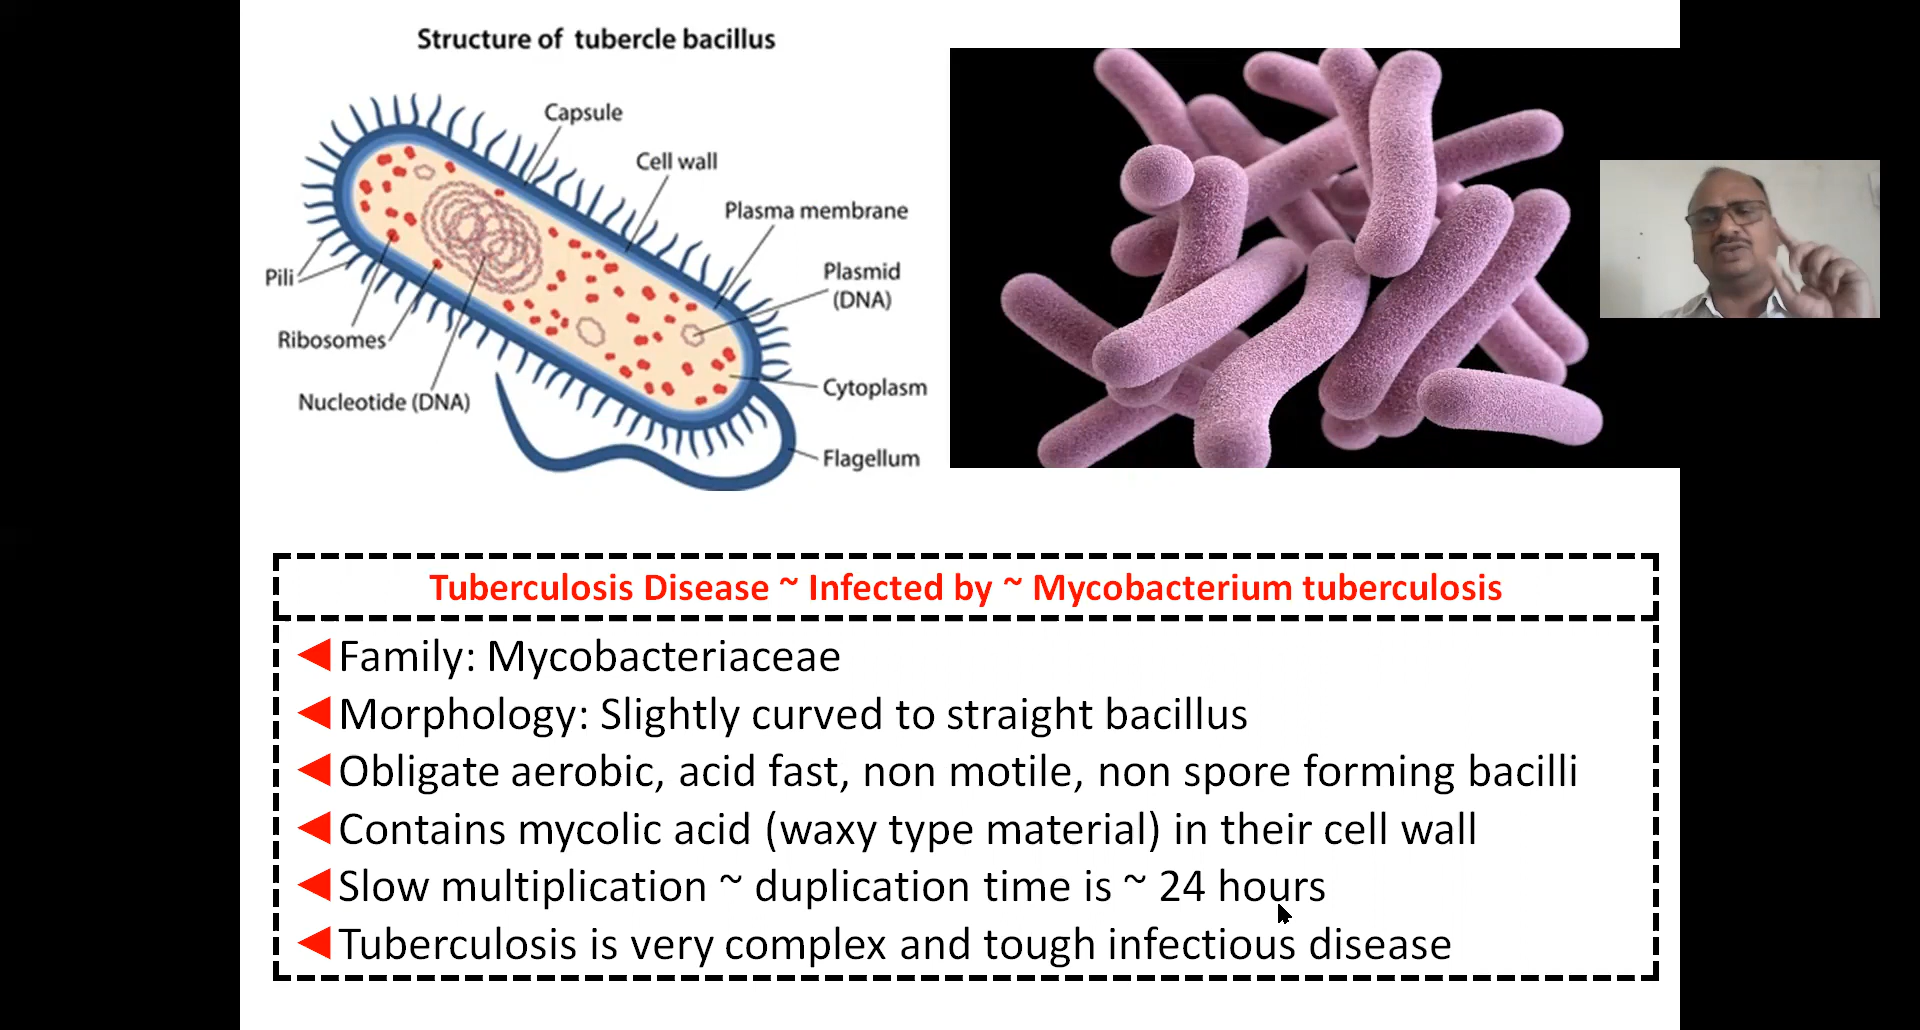 Structure of tubercle bacillus
Capsule
Cell wall
Plasma membrane
Plasmid
(DNA)
Pili
Ribosomes
Nucleotide (DNA)
Cytoplasm
Flagellum
Tuberculosis Disease ~ Infected by ~ Mycobacterium tuberculosis
Family: Mycobacteriaceae
Morphology: Slightly curved to straight bacillus
Obligate aerobic, acid fast, non motile, non spore forming bacilli
Contains mycolic acid (waxy type material) in their cell wall
Slow multiplication ~ duplication time is ~ 24 hours
Tuberculosis is very complex and tough infectious disease